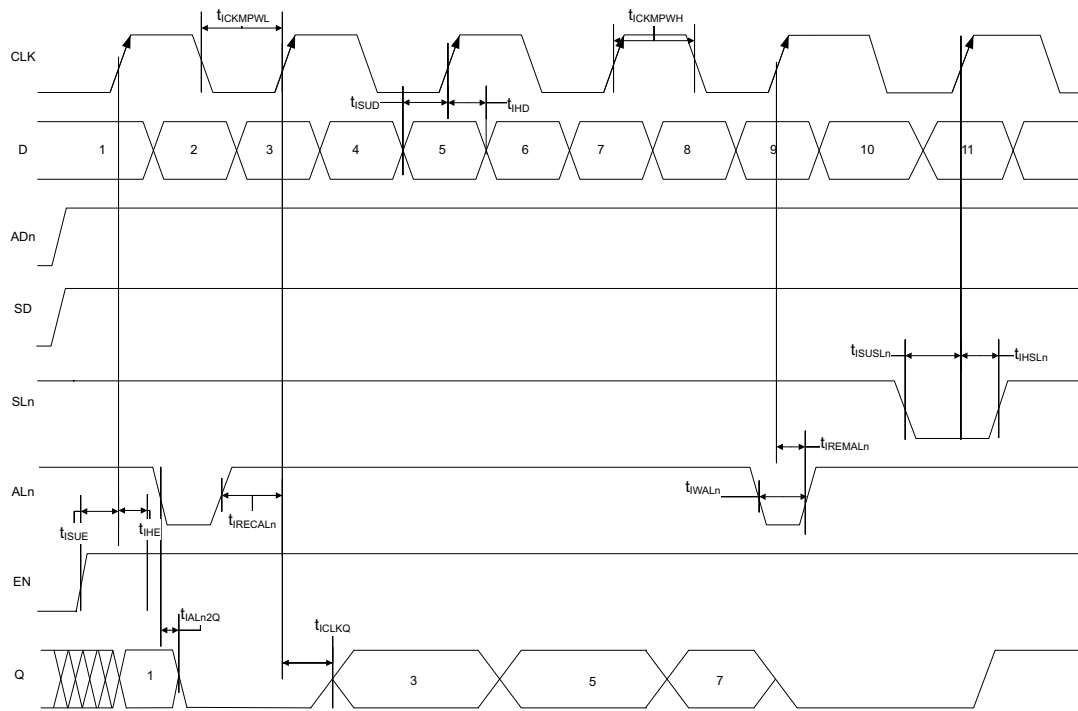 tICKMPWL
tICKMPWH
CLK
tISUD
tIHD
D
1
2
3
4
5
6
7
8
9
10
11
ADn
SD
tISUSLn
tIHSLn
SLn
tIREMALn
ALn
tIWALn
tIRECALn
tISUE
tIHE
EN
tIALn2Q
tICLKQ
Q
1
3
5
7